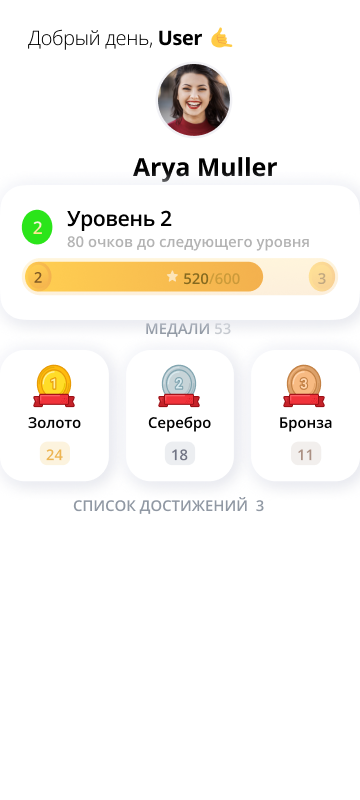 Добрый день, User
Arya Muller
2
Уровень 2
80 очков до следующего уровня
2 520/600 3
МЕДАЛИ 53
1 2 3
Золото Серебро Бронза
24 18 11
СПИСОК ДОСТИЖЕНИЙ 3